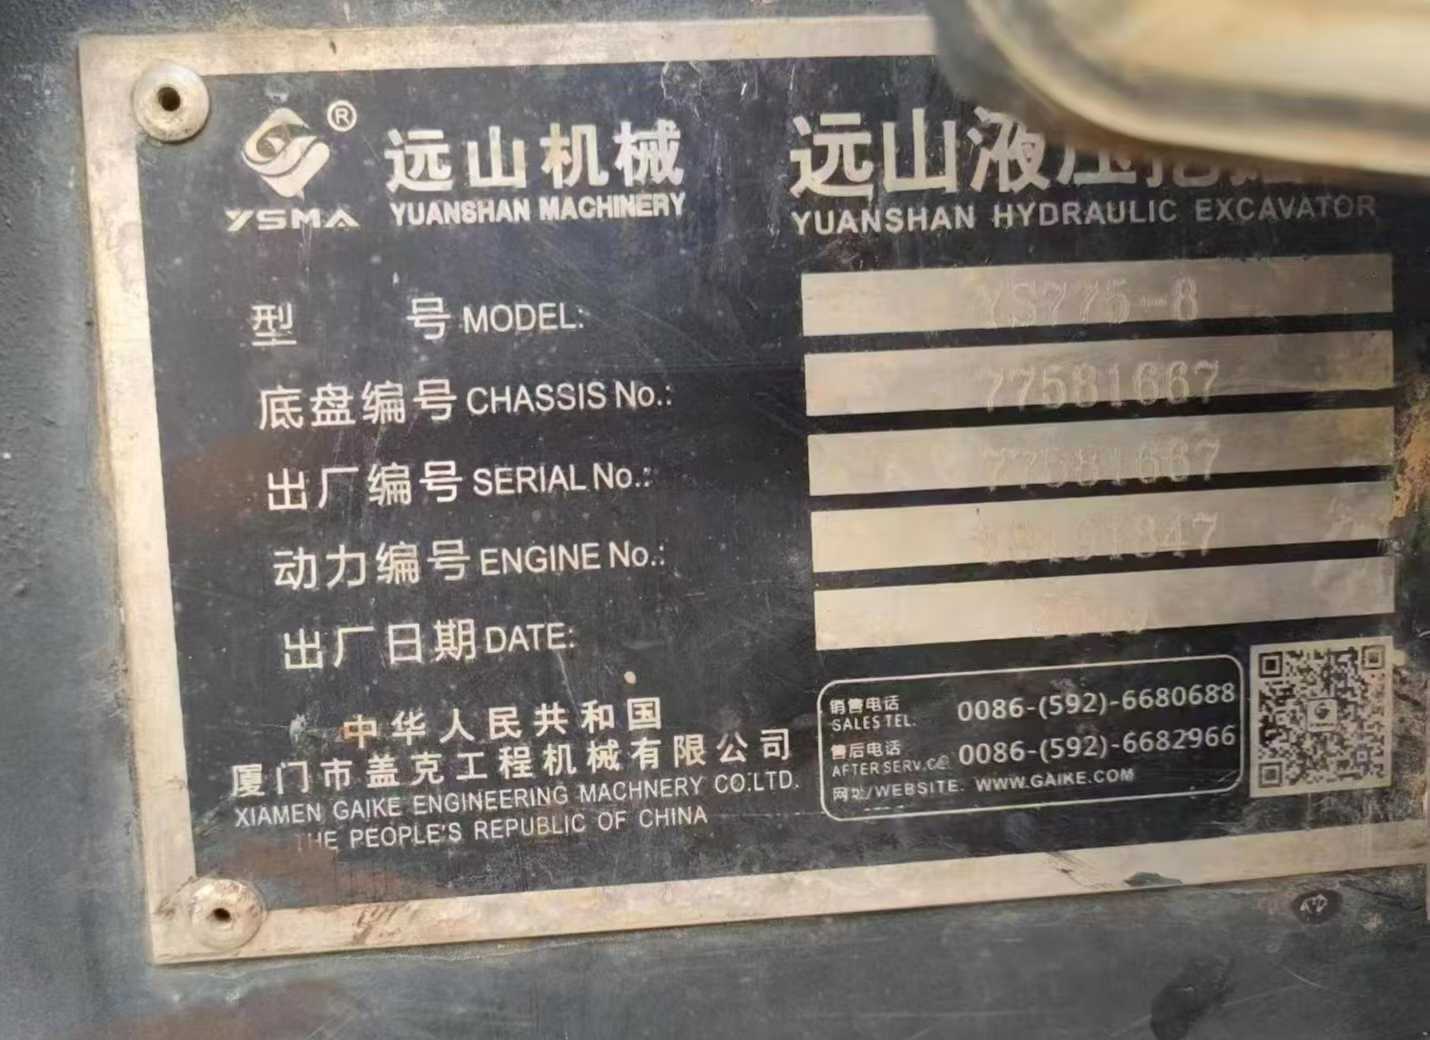 ® 远山机械
YSMA YUANSHAN MACHINERY
远山液压挖掘
YUANSHAN HYDRAULIC EXCAVATOR
型 号 MODEL: YS775-8
底盘编号 CHASSIS No.: 77581667
出厂编号 SERIAL No.: 77581667
动力编号 ENGINE No.:
出厂日期 DATE:
中华人民共和国
厦门市盖克工程机械有限公司
XIAMEN GAIKE ENGINEERING MACHINERY CO.LTD.
THE PEOPLE'S REPUBLIC OF CHINA
销售电话
SALES TEL: 0086-(592)-6680688
售后电话
AFTER SERV. 0086-(592)-6682966
网址/WEBSITE: WWW.GAIKE.COM